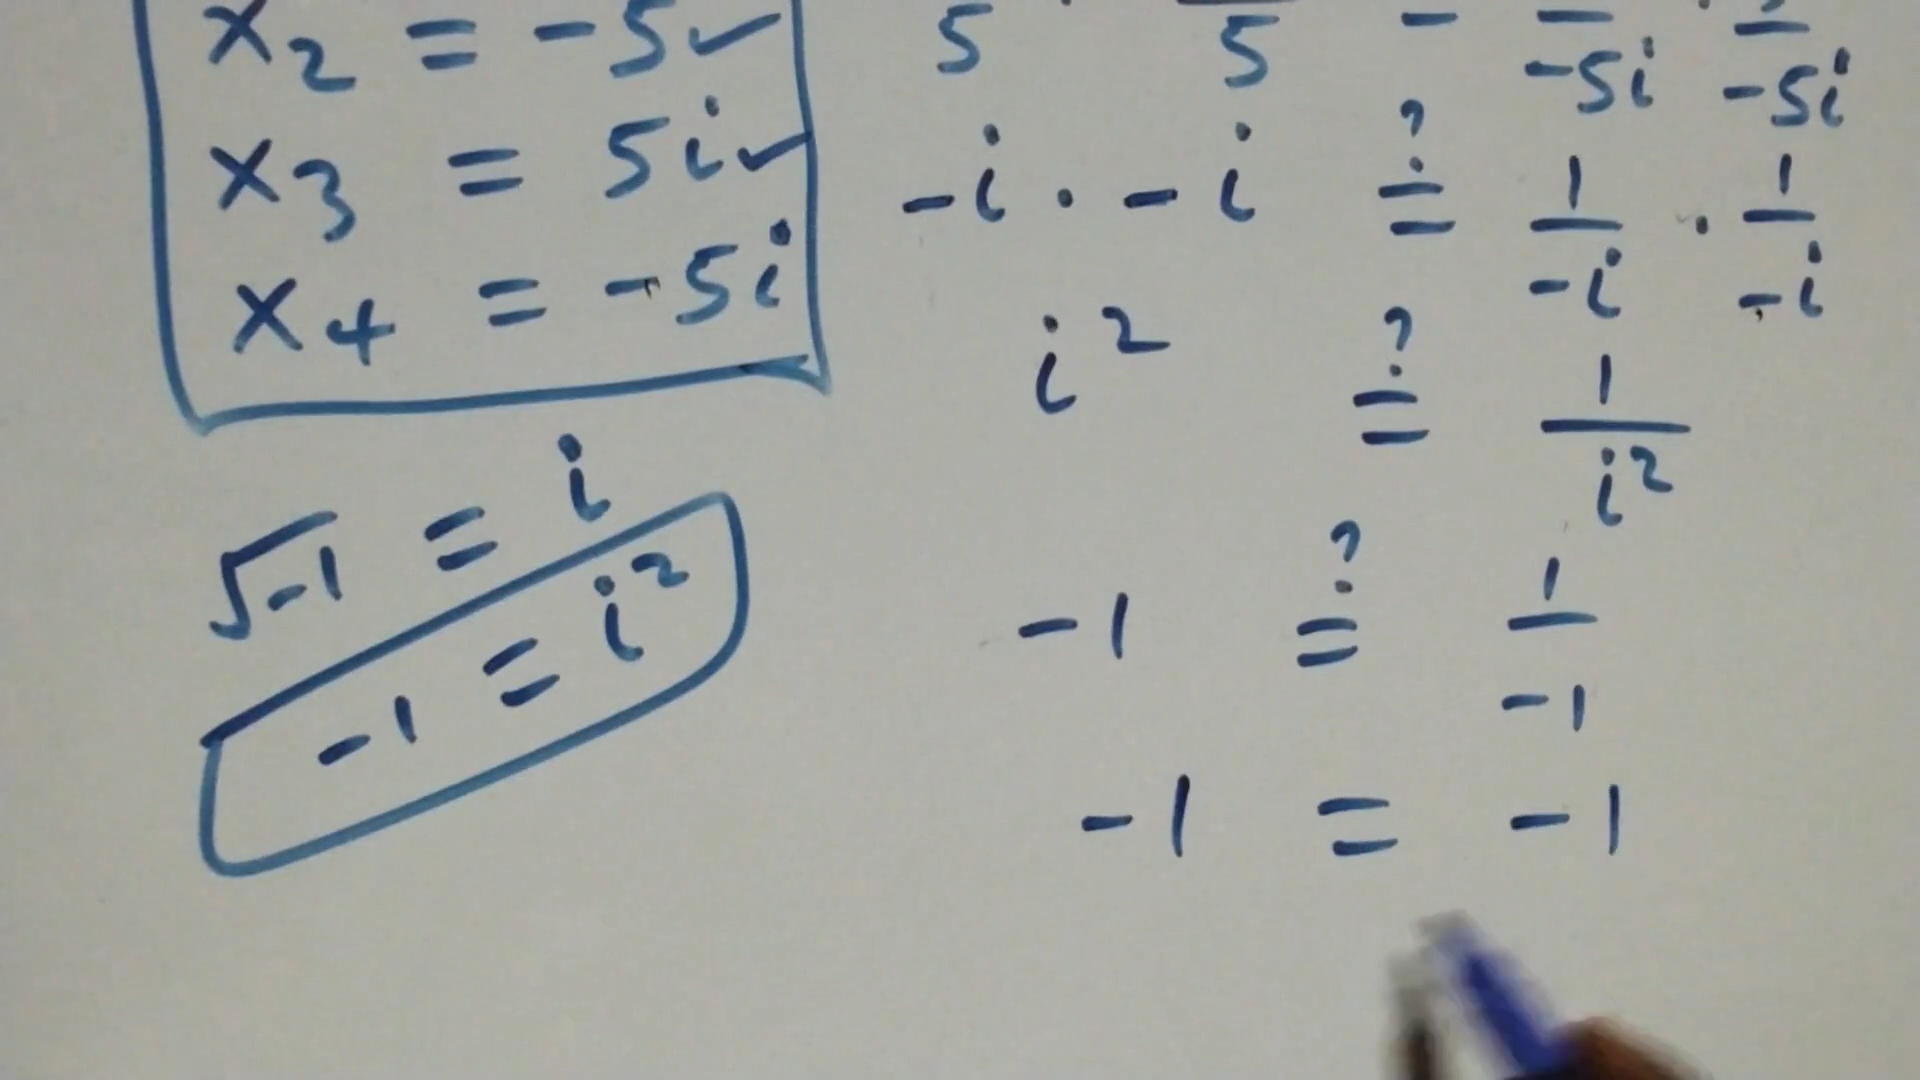 x₂ = -5 ✓
x₃ = 5i ✓
x₄ = -5i
√-1 = i
-1 = i²
5 · 5 = -5i · -5i
-i · -i ≟ 1/-i · 1/-i
i² ≟ 1/i²
-1 ≟ 1/-1
-1 = -1